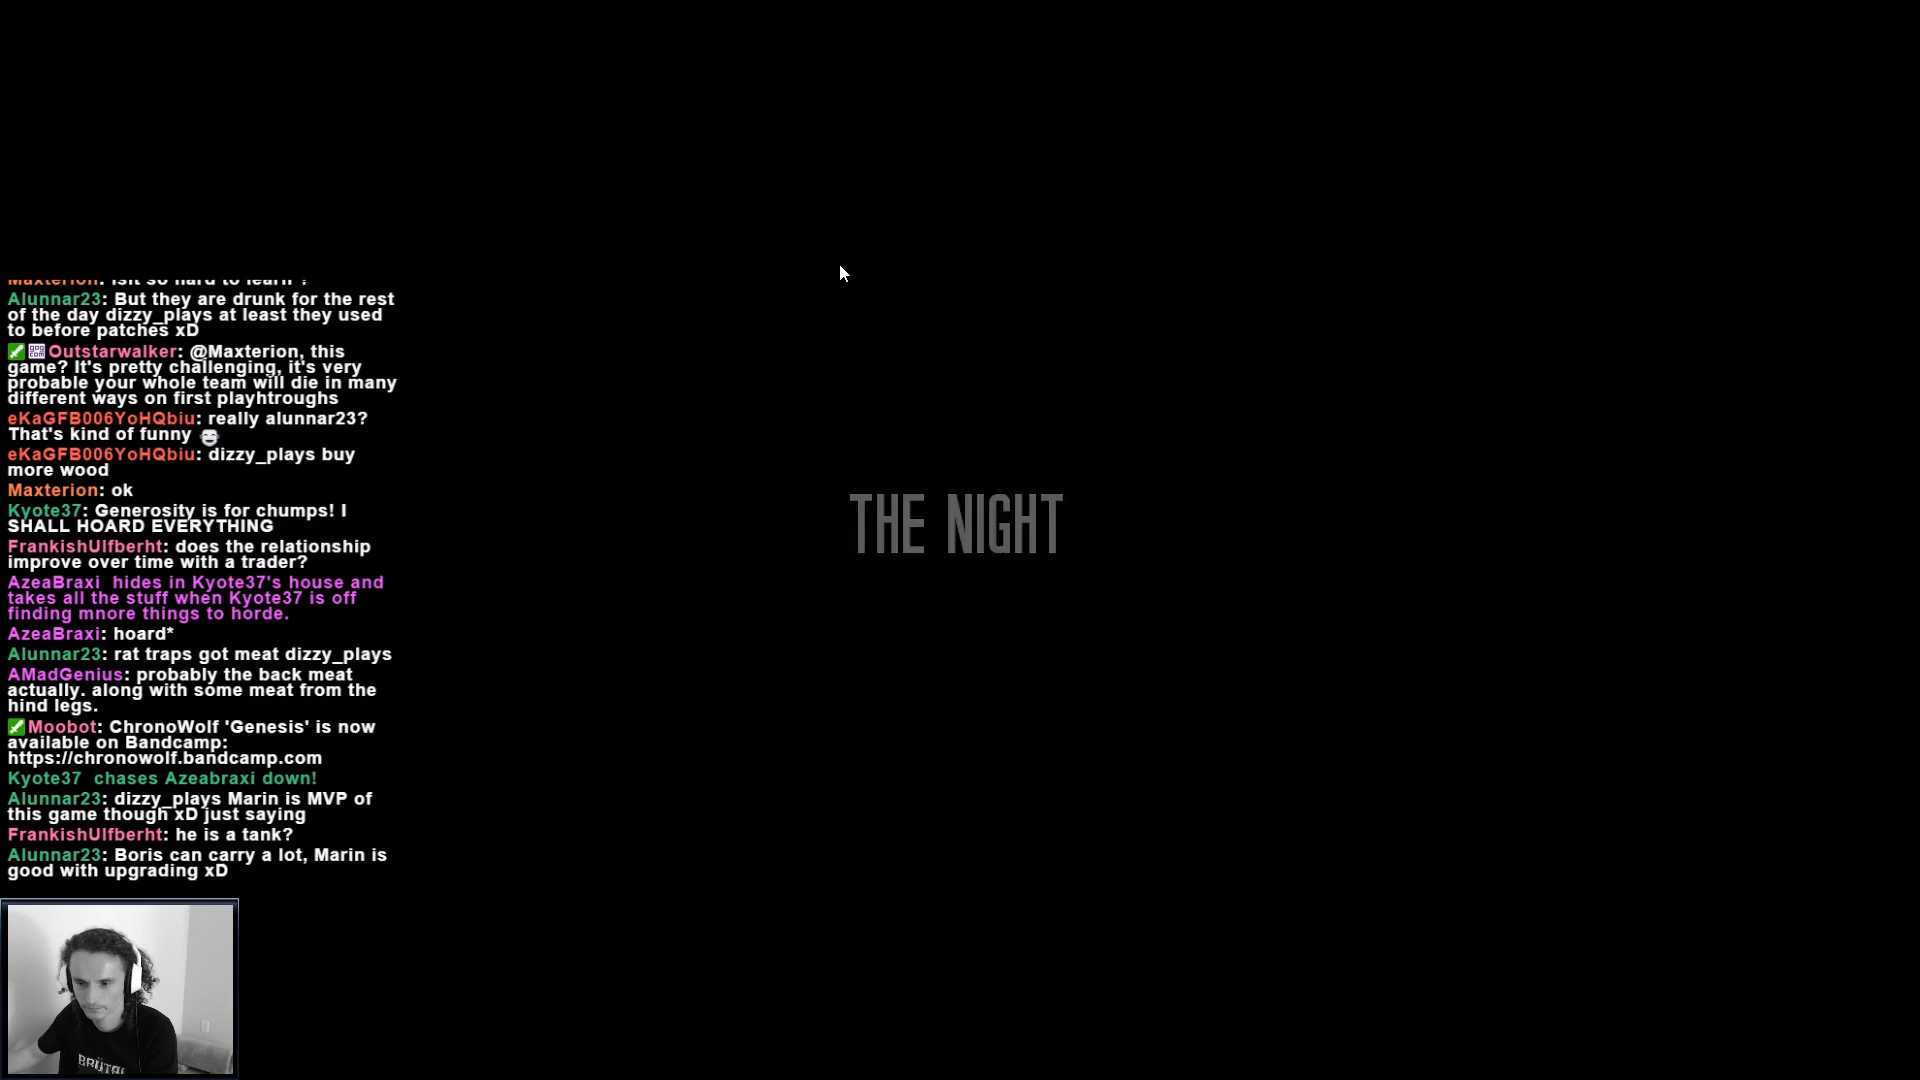 Maxterion: isit so hard to learn ?
Alunnar23: But they are drunk for the rest
of the day dizzy_plays at least they used
to before patches xD
Outstarwalker: @Maxterion, this
game? It's pretty challenging, it's very
probable your whole team will die in many
different ways on first playhtroughs
eKaGFB006YoHQbiu: really alunnar23?
That's kind of funny
eKaGFB006YoHQbiu: dizzy_plays buy
more wood
Maxterion: ok
Kyote37: Generosity is for chumps! I
SHALL HOARD EVERYTHING
FrankishUlfberht: does the relationship
improve over time with a trader?
AzeaBraxi hides in Kyote37's house and
takes all the stuff when Kyote37 is off
finding mnore things to horde.
AzeaBraxi: hoard*
Alunnar23: rat traps got meat dizzy_plays
AMadGenius: probably the back meat
actually. along with some meat from the
hind legs.
Moobot: ChronoWolf 'Genesis' is now
available on Bandcamp:
https://chronowolf.bandcamp.com
Kyote37 chases Azeabraxi down!
Alunnar23: dizzy_plays Marin is MVP of
this game though xD just saying
FrankishUlfberht: he is a tank?
Alunnar23: Boris can carry a lot, Marin is
good with upgrading xD
THE NIGHT